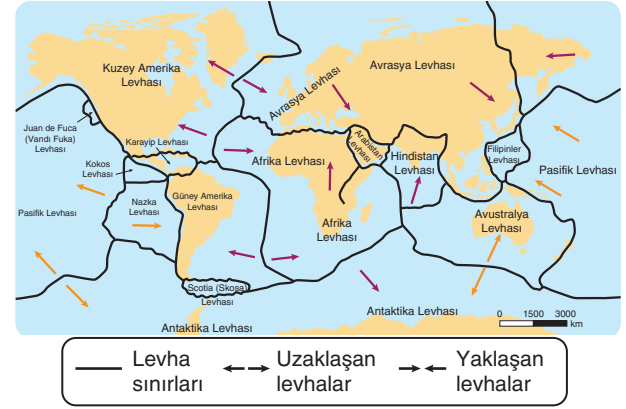 Kuzey Amerika
Levhası
Avrasya Levhası
Avrasya Levhası
Juan de Fuca
(Vandı Fuka)
Levhası
Karayip Levhası
Kokos
Levhası
Afrika Levhası
Arabistan
Levhası
Hindistan
Levhası
Filipinler
Levhası
Pasifik Levhası
Pasifik Levhası
Nazka
Levhası
Güney Amerika
Levhası
Afrika
Levhası
Avustralya
Levhası
Scotia (Skoşa)
Levhası
Antaktika Levhası
Antaktika Levhası
0 1500 3000
km
Levha
sınırları
Uzaklaşan
levhalar
Yaklaşan
levhalar